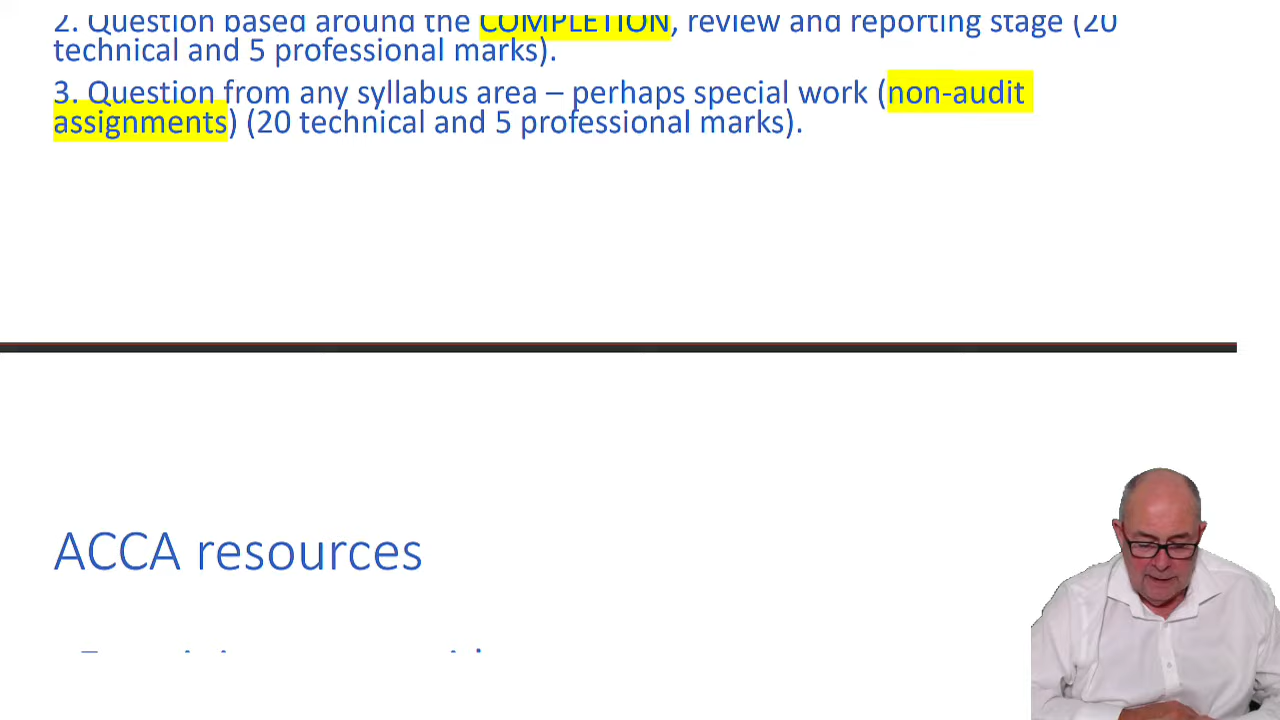 2. Question based around the COMPLETION, review and reporting stage (20
technical and 5 professional marks).
3. Question from any syllabus area – perhaps special work (non-audit
assignments) (20 technical and 5 professional marks).
ACCA resources